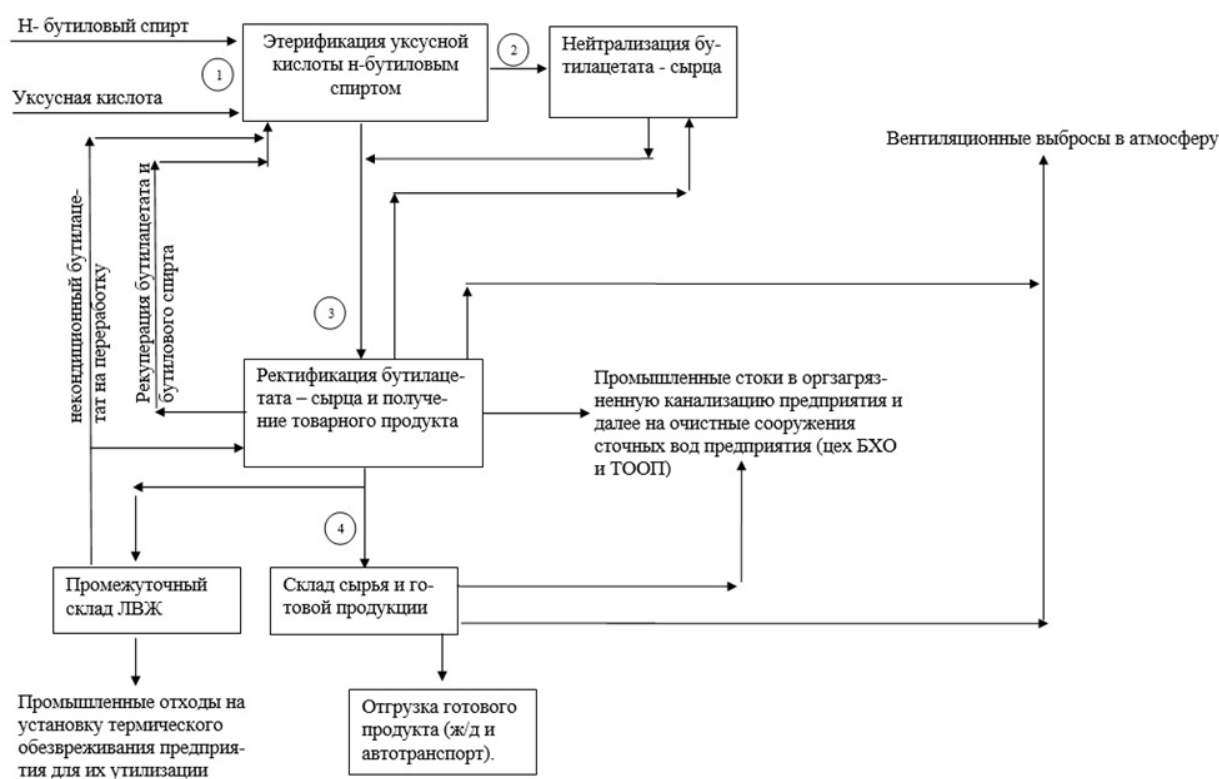 Н- бутиловый спирт
Уксусная кислота
1
Этерификация уксусной
кислоты н-бутиловым
спиртом
2
Нейтрализация бу-
тилацетата - сырца
Вентиляционные выбросы в атмосферу
некондиционный бутилаце-
тат на переработку
Рекуперация бутилацетата и
бутилового спирта
3
Ректификация бутилаце-
тата – сырца и получе-
ние товарного продукта
Промышленные стоки в оргзагряз-
ненную канализацию предприятия и
далее на очистные сооружения
сточных вод предприятия (цех БХО
и ТООП)
4
Промежуточный
склад ЛВЖ
Склад сырья и го-
товой продукции
Промышленные отходы на
установку термического
обезвреживания предприя-
тия для их утилизации
Отгрузка готового
продукта (ж/д и
автотранспорт).